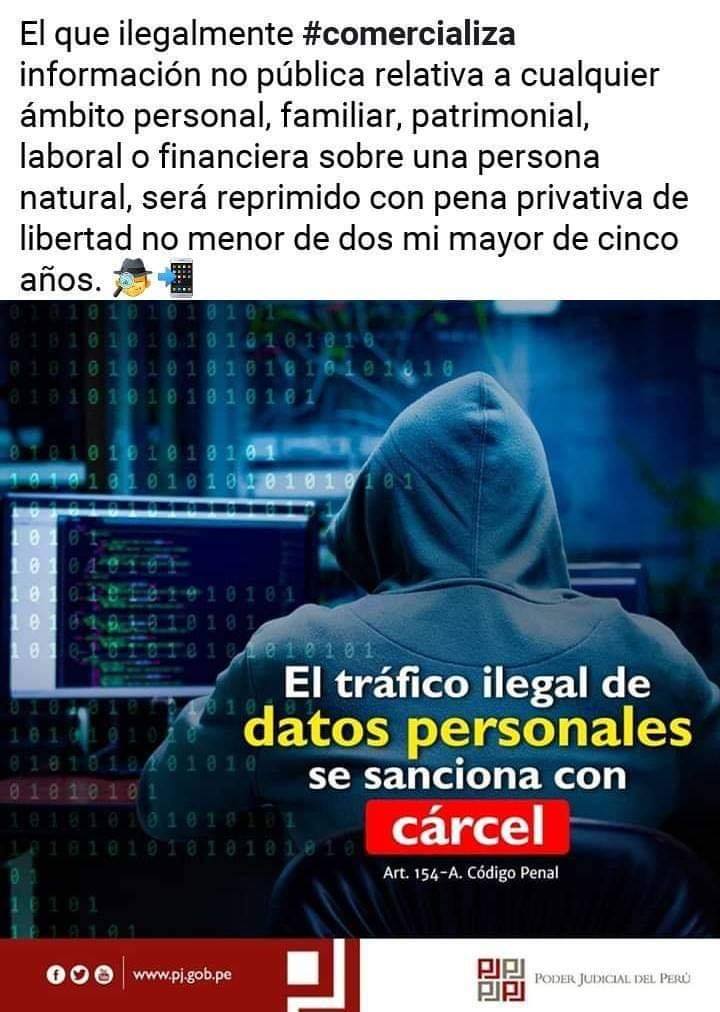 El que ilegalmente #comercializa
información no pública relativa a cualquier
ámbito personal, familiar, patrimonial,
laboral o financiera sobre una persona
natural, será reprimido con pena privativa de
libertad no menor de dos mi mayor de cinco
años.
El tráfico ilegal de
datos personales
se sanciona con
cárcel
Art. 154-A. Código Penal
www.pj.gob.pe
PODER JUDICIAL DEL PERÚ